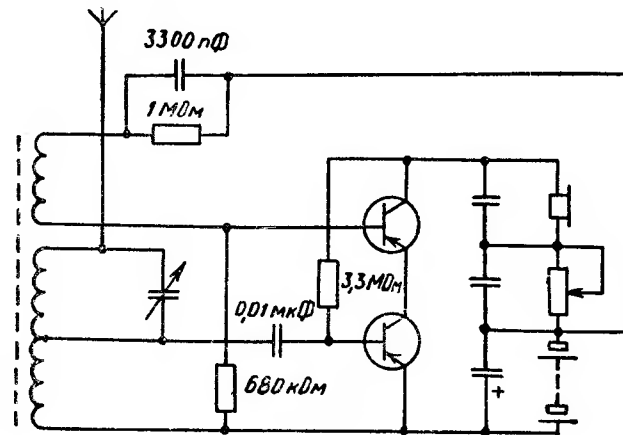 3300 пФ
1 МОм
3,3 МОм
0,01 мкФ
680 кОм
+